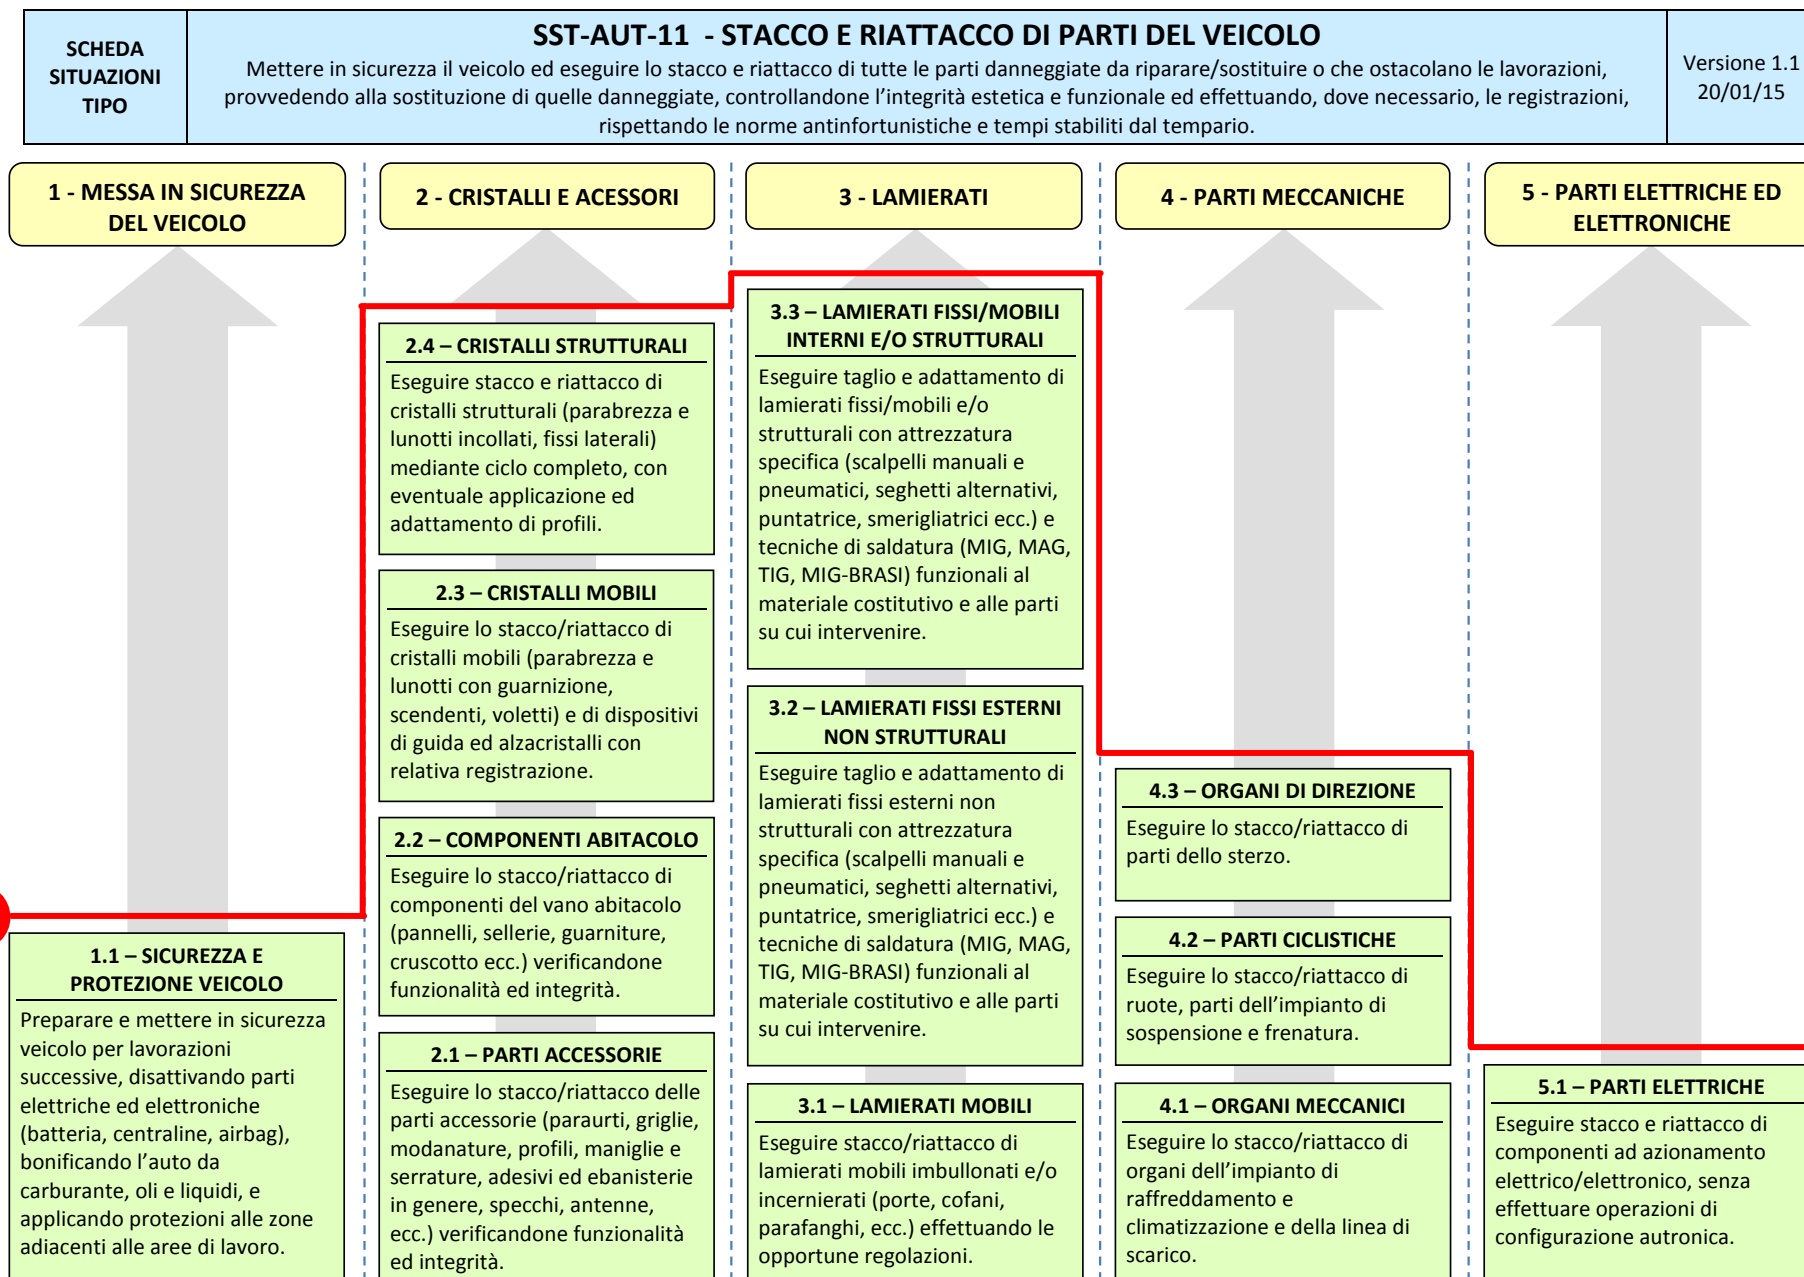 SCHEDA
SITUAZIONI
TIPO
SST-AUT-11 - STACCO E RIATTACCO DI PARTI DEL VEICOLO
Mettere in sicurezza il veicolo ed eseguire lo stacco e riattacco di tutte le parti danneggiate da riparare/sostituire o che ostacolano le lavorazioni,
provvedendo alla sostituzione di quelle danneggiate, controllandone l'integrità estetica e funzionale ed effettuando, dove necessario, le registrazioni,
rispettando le norme antinfortunistiche e tempi stabiliti dal tempario.
Versione 1.1
20/01/15
1 - MESSA IN SICUREZZA
DEL VEICOLO
1.1 – SICUREZZA E
PROTEZIONE VEICOLO
Preparare e mettere in sicurezza
veicolo per lavorazioni
successive, disattivando parti
elettriche ed elettroniche
(batteria, centraline, airbag),
bonificando l'auto da
carburante, oli e liquidi, e
applicando protezioni alle zone
adiacenti alle aree di lavoro.
2 - CRISTALLI E ACESSORI
2.4 – CRISTALLI STRUTTURALI
Eseguire stacco e riattacco di
cristalli strutturali (parabrezza e
lunotti incollati, fissi laterali)
mediante ciclo completo, con
eventuale applicazione ed
adattamento di profili.
2.3 – CRISTALLI MOBILI
Eseguire lo stacco/riattacco di
cristalli mobili (parabrezza e
lunotti con guarnizione,
scendenti, voletti) e di dispositivi
di guida ed alzacristalli con
relativa registrazione.
2.2 – COMPONENTI ABITACOLO
Eseguire lo stacco/riattacco di
componenti del vano abitacolo
(pannelli, sellerie, guarniture,
cruscotto ecc.) verificandone
funzionalità ed integrità.
2.1 – PARTI ACCESSORIE
Eseguire lo stacco/riattacco delle
parti accessorie (paraurti, griglie,
modanature, profili, maniglie e
serrature, adesivi ed ebanisterie
in genere, specchi, antenne,
ecc.) verificandone funzionalità
ed integrità.
3 - LAMIERATI
3.3 – LAMIERATI FISSI/MOBILI
INTERNI E/O STRUTTURALI
Eseguire taglio e adattamento di
lamierati fissi/mobili e/o
strutturali con attrezzatura
specifica (scalpelli manuali e
pneumatici, seghetti alternativi,
puntatrice, smerigliatrici ecc.) e
tecniche di saldatura (MIG, MAG,
TIG, MIG-BRASI) funzionali al
materiale costitutivo e alle parti
su cui intervenire.
3.2 – LAMIERATI FISSI ESTERNI
NON STRUTTURALI
Eseguire taglio e adattamento di
lamierati fissi esterni non
strutturali con attrezzatura
specifica (scalpelli manuali e
pneumatici, seghetti alternativi,
puntatrice, smerigliatrici ecc.) e
tecniche di saldatura (MIG, MAG,
TIG, MIG-BRASI) funzionali al
materiale costitutivo e alle parti
su cui intervenire.
3.1 – LAMIERATI MOBILI
Eseguire stacco/riattacco di
lamierati mobili imbullonati e/o
incernierati (porte, cofani,
parafanghi, ecc.) effettuando le
opportune regolazioni.
4 - PARTI MECCANICHE
4.3 – ORGANI DI DIREZIONE
Eseguire lo stacco/riattacco di
parti dello sterzo.
4.2 – PARTI CICLISTICHE
Eseguire lo stacco/riattacco di
ruote, parti dell'impianto di
sospensione e frenatura.
4.1 – ORGANI MECCANICI
Eseguire lo stacco/riattacco di
organi dell'impianto di
raffreddamento e
climatizzazione e della linea di
scarico.
5 - PARTI ELETTRICHE ED
ELETTRONICHE
5.1 – PARTI ELETTRICHE
Eseguire stacco e riattacco di
componenti ad azionamento
elettrico/elettronico, senza
effettuare operazioni di
configurazione autronica.